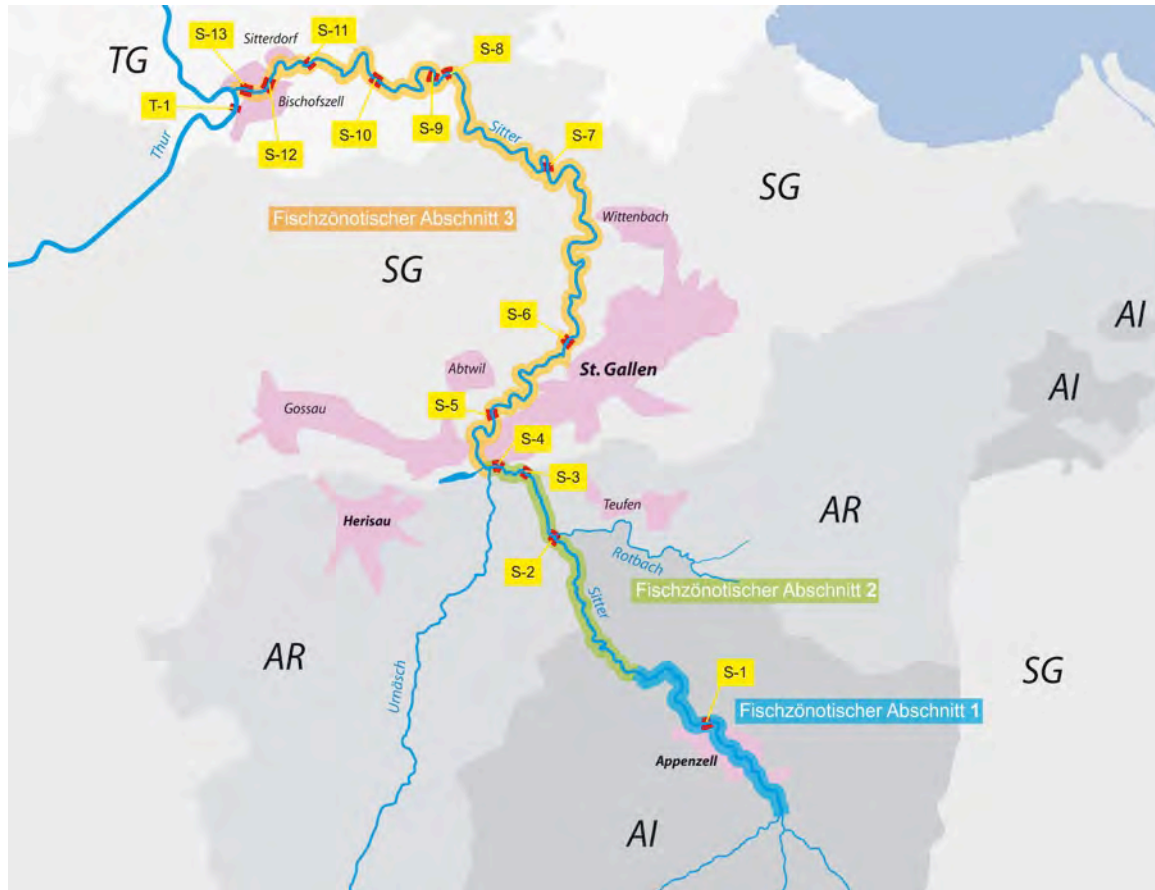 S-11
S-13
Sitterdorf
S-8
TG
T-1
Bischofszell
S-10
S-9
S-12
Sitter
S-7
Thur
SG
Fischzönotischer Abschnitt 3
Wittenbach
SG
S-6
AI
Abtwil
St. Gallen
AI
Gossau
S-5
S-4
S-3
Teufen
AR
Herisau
S-2
Rotbach
Fischzönotischer Abschnitt 2
Sitter
AR
S-1
SG
Urnäsch
Fischzönotischer Abschnitt 1
Appenzell
AI